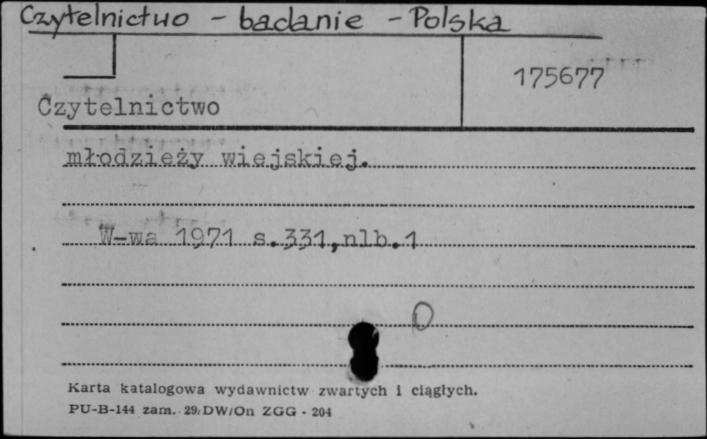 Czytelnictwo - badanie - Polska
175677
Czytelnictwo
młodzieży wiejskiej.
W-wa 1971 s.331,nlb.1
O
Karta katalogowa wydawnictw zwartych i ciągłych.
PU-B-144 zam. 29/DW/On ZGG - 204